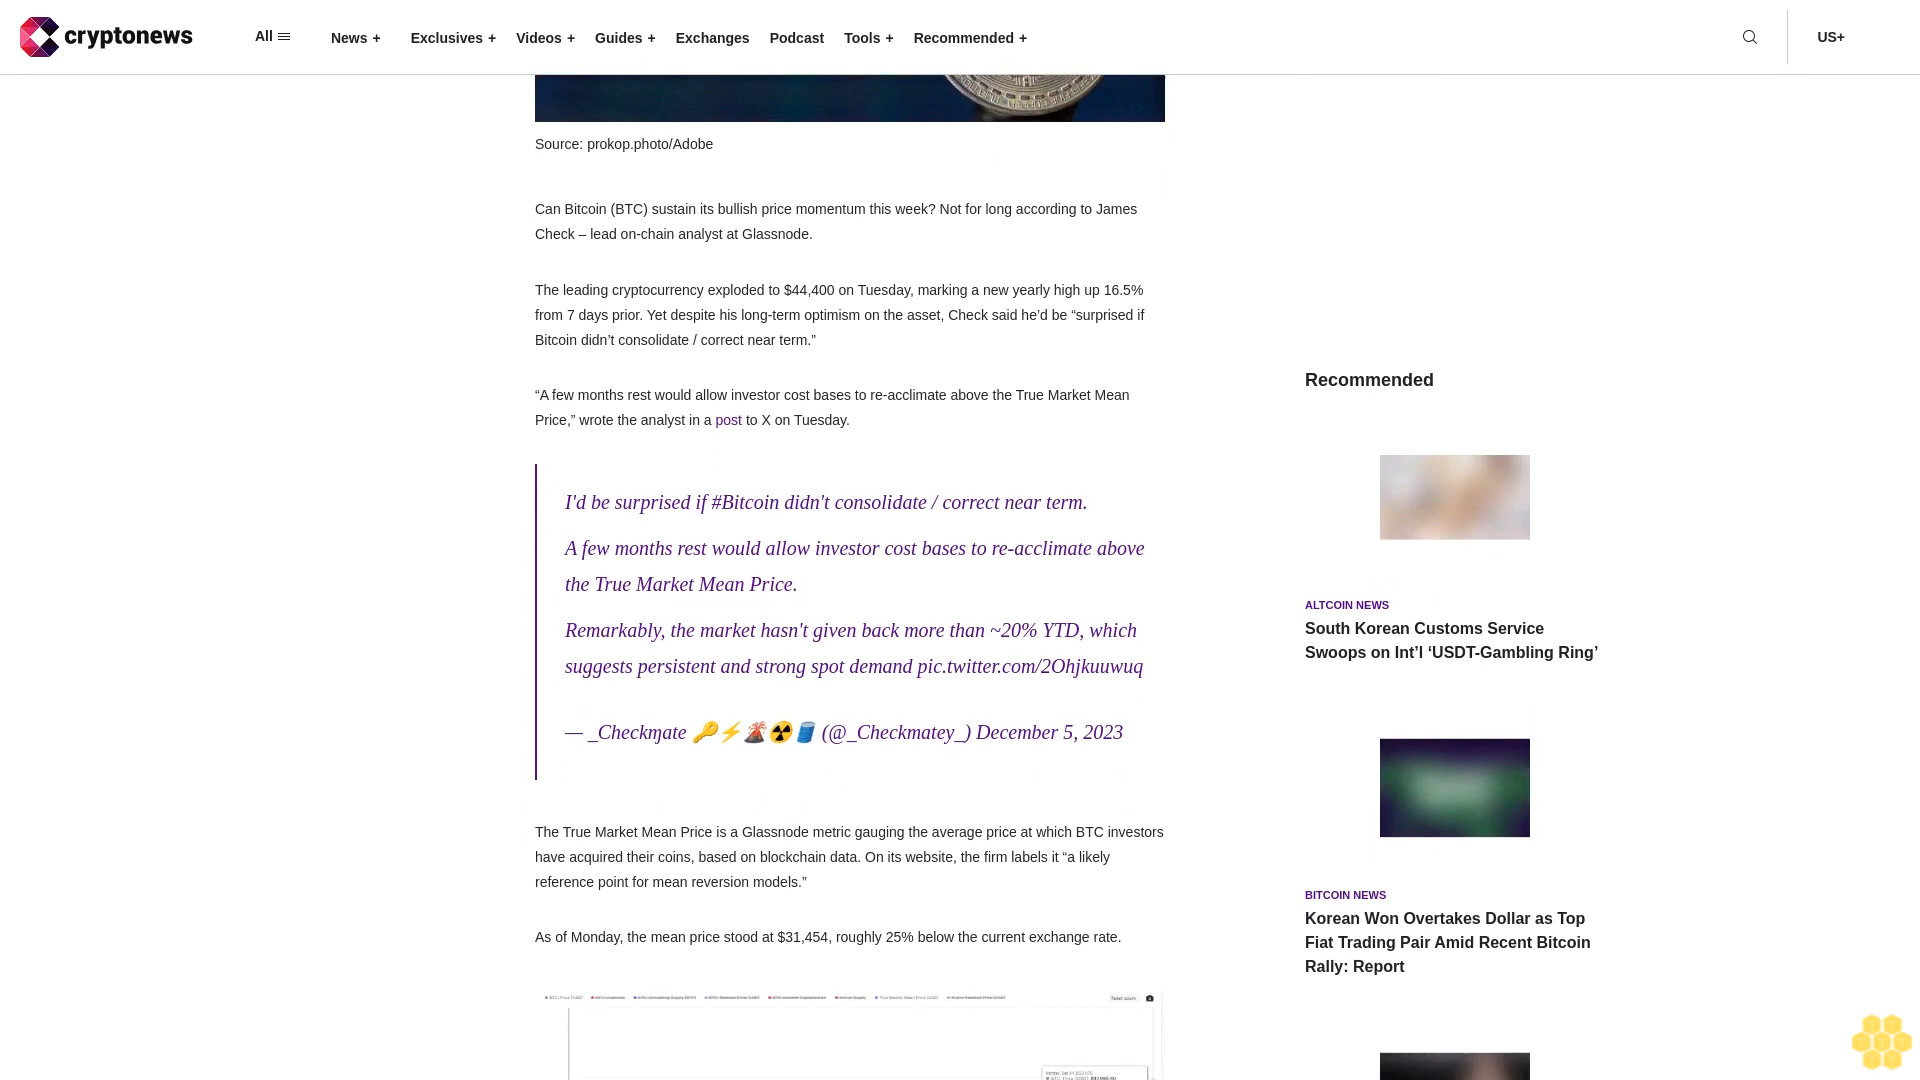 cryptonews
All
News +
Exclusives +
Videos +
Guides +
Exchanges
Podcast
Tools +
Recommended +
US+
Source: prokop.photo/Adobe
Can Bitcoin (BTC) sustain its bullish price momentum this week? Not for long according to James
Check – lead on-chain analyst at Glassnode.
The leading cryptocurrency exploded to $44,400 on Tuesday, marking a new yearly high up 16.5%
from 7 days prior. Yet despite his long-term optimism on the asset, Check said he’d be “surprised if
Bitcoin didn’t consolidate / correct near term.”
“A few months rest would allow investor cost bases to re-acclimate above the True Market Mean
Price,” wrote the analyst in a post to X on Tuesday.
I'd be surprised if #Bitcoin didn't consolidate / correct near term.
A few months rest would allow investor cost bases to re-acclimate above
the True Market Mean Price.
Remarkably, the market hasn't given back more than ~20% YTD, which
suggests persistent and strong spot demand pic.twitter.com/2Ohjkuuwuq
— _Checkɱate 🔑⚡🌋☢️🛢️ (@_Checkmatey_) December 5, 2023
The True Market Mean Price is a Glassnode metric gauging the average price at which BTC investors
have acquired their coins, based on blockchain data. On its website, the firm labels it “a likely
reference point for mean reversion models.”
As of Monday, the mean price stood at $31,454, roughly 25% below the current exchange rate.
Recommended
ALTCOIN NEWS
South Korean Customs Service
Swoops on Int’l ‘USDT-Gambling Ring’
BITCOIN NEWS
Korean Won Overtakes Dollar as Top
Fiat Trading Pair Amid Recent Bitcoin
Rally: Report